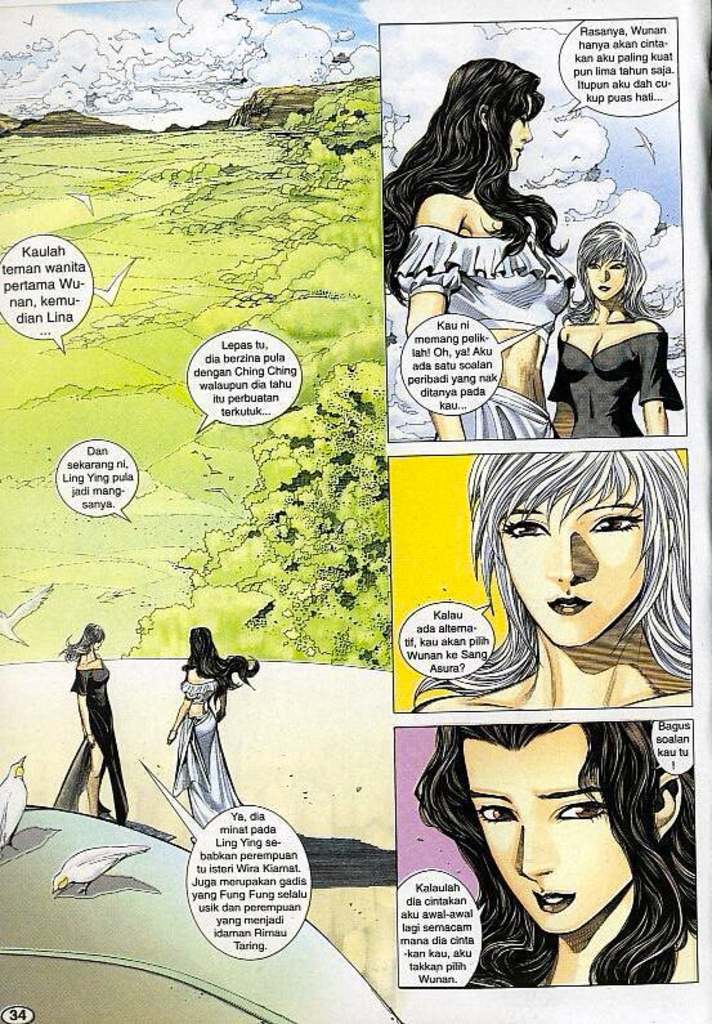 Kaulah
teman wanita
pertama Wu-
nan, kemu-
dian Lina
...
Lepas tu,
dia berzina pula
dengan Ching Ching
walaupun dia tahu
itu perbuatan
terkutuk...
Dan
sekarang ni,
Ling Ying pula
jadi mang-
sanya.
Ya, dia
minat pada
Ling Ying se-
babkan perempuan
tu isteri Wira Kiamat.
Juga merupakan gadis
yang Fung Fung selalu
usik dan perempuan
yang menjadi
idaman Rimau
Taring.
Rasanya, Wunan
hanya akan cinta-
kan aku paling kuat
pun lima tahun saja.
Itupun aku dah cu-
kup puas hati...
Kau ni
memang pelik-
lah! Oh, ya! Aku
ada satu soalan
peribadi yang nak
ditanya pada
kau...
Kalau
ada alterna-
tif, kau akan pilih
Wunan ke Sang
Asura?
Bagus
soalan
kau tu
!
Kalaulah
dia cintakan
aku awal-awal
lagi semacam
mana dia cinta
-kan kau, aku
takkan pilih
Wunan.
34